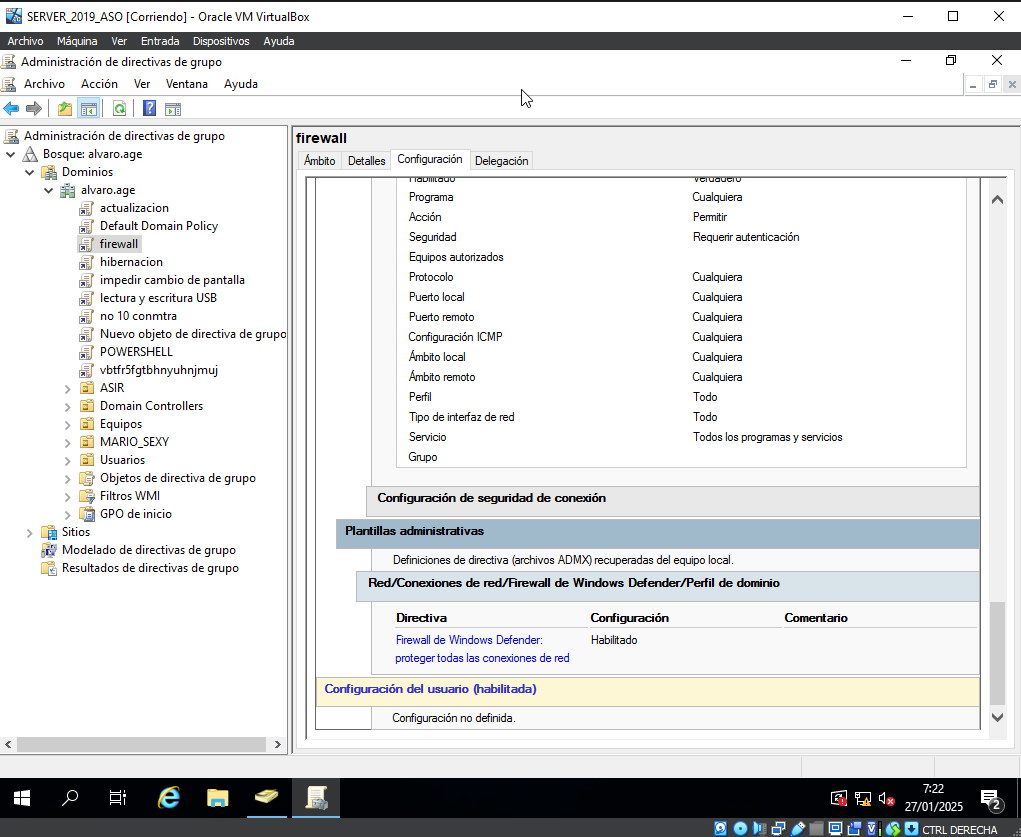 SERVER_2019_ASO [Corriendo] - Oracle VM VirtualBox
Archivo Máquina Ver Entrada Dispositivos Ayuda
Administración de directivas de grupo
Archivo Acción Ver Ventana Ayuda
Administración de directivas de grupo
Bosque: alvaro.age
Dominios
alvaro.age
actualizacion
Default Domain Policy
firewall
hibernacion
impedir cambio de pantalla
lectura y escritura USB
no 10 conmtra
Nuevo objeto de directiva de grupo
POWERSHELL
vbtfr5fgtbhnyuhnjmuj
ASIR
Domain Controllers
Equipos
MARIO_SEXY
Usuarios
Objetos de directiva de grupo
Filtros WMI
GPO de inicio
Sitios
Modelado de directivas de grupo
Resultados de directivas de grupo
firewall
Ámbito Detalles Configuración Delegación
Habilitado Verdadero
Programa Cualquiera
Acción Permitir
Seguridad Requerir autenticación
Equipos autorizados
Protocolo Cualquiera
Puerto local Cualquiera
Puerto remoto Cualquiera
Configuración ICMP Cualquiera
Ámbito local Cualquiera
Ámbito remoto Cualquiera
Perfil Todo
Tipo de interfaz de red Todo
Servicio Todos los programas y servicios
Grupo
Configuración de seguridad de conexión
Plantillas administrativas
Definiciones de directiva (archivos ADMX) recuperadas del equipo local.
Red/Conexiones de red/Firewall de Windows Defender/Perfil de dominio
Directiva Configuración Comentario
Firewall de Windows Defender: Habilitado
proteger todas las conexiones de red
Configuración del usuario (habilitada)
Configuración no definida.
7:22
27/01/2025
2
CTRL DERECHA